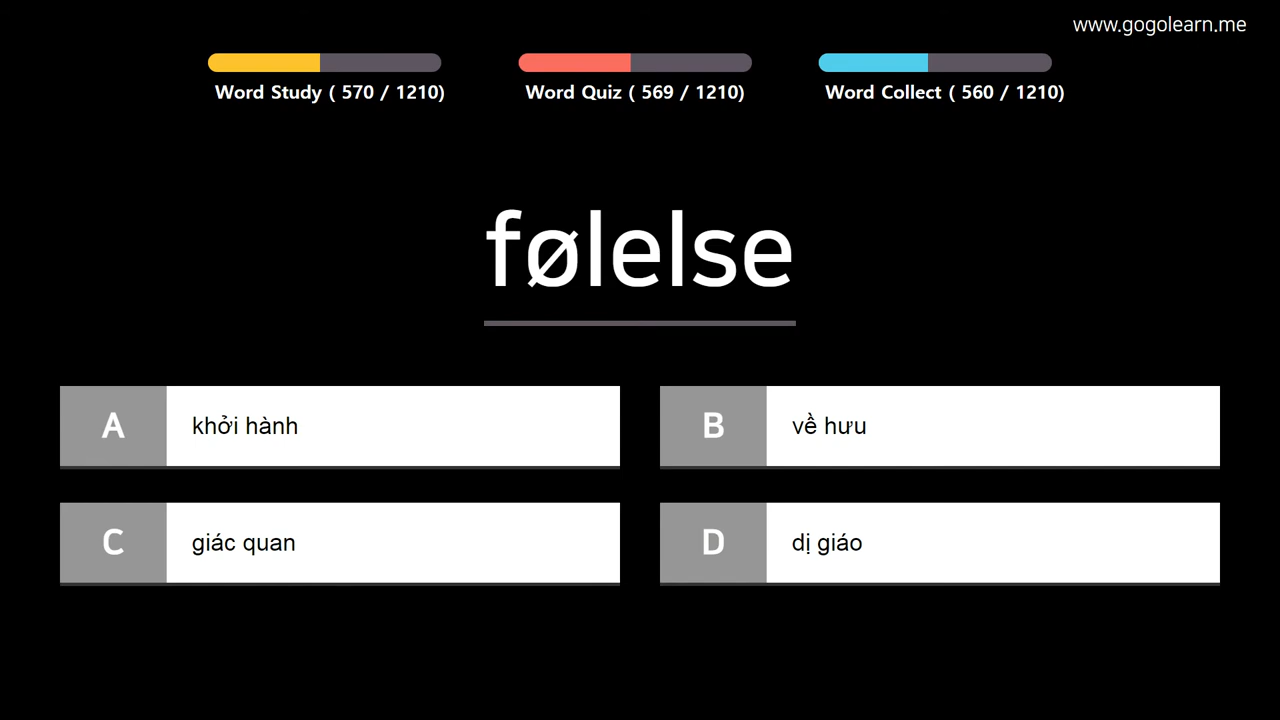 www.gogolearn.me
Word Study ( 570 / 1210)
Word Quiz ( 569 / 1210)
Word Collect ( 560 / 1210)
følelse
A khởi hành
B về hưu
C giác quan
D dị giáo